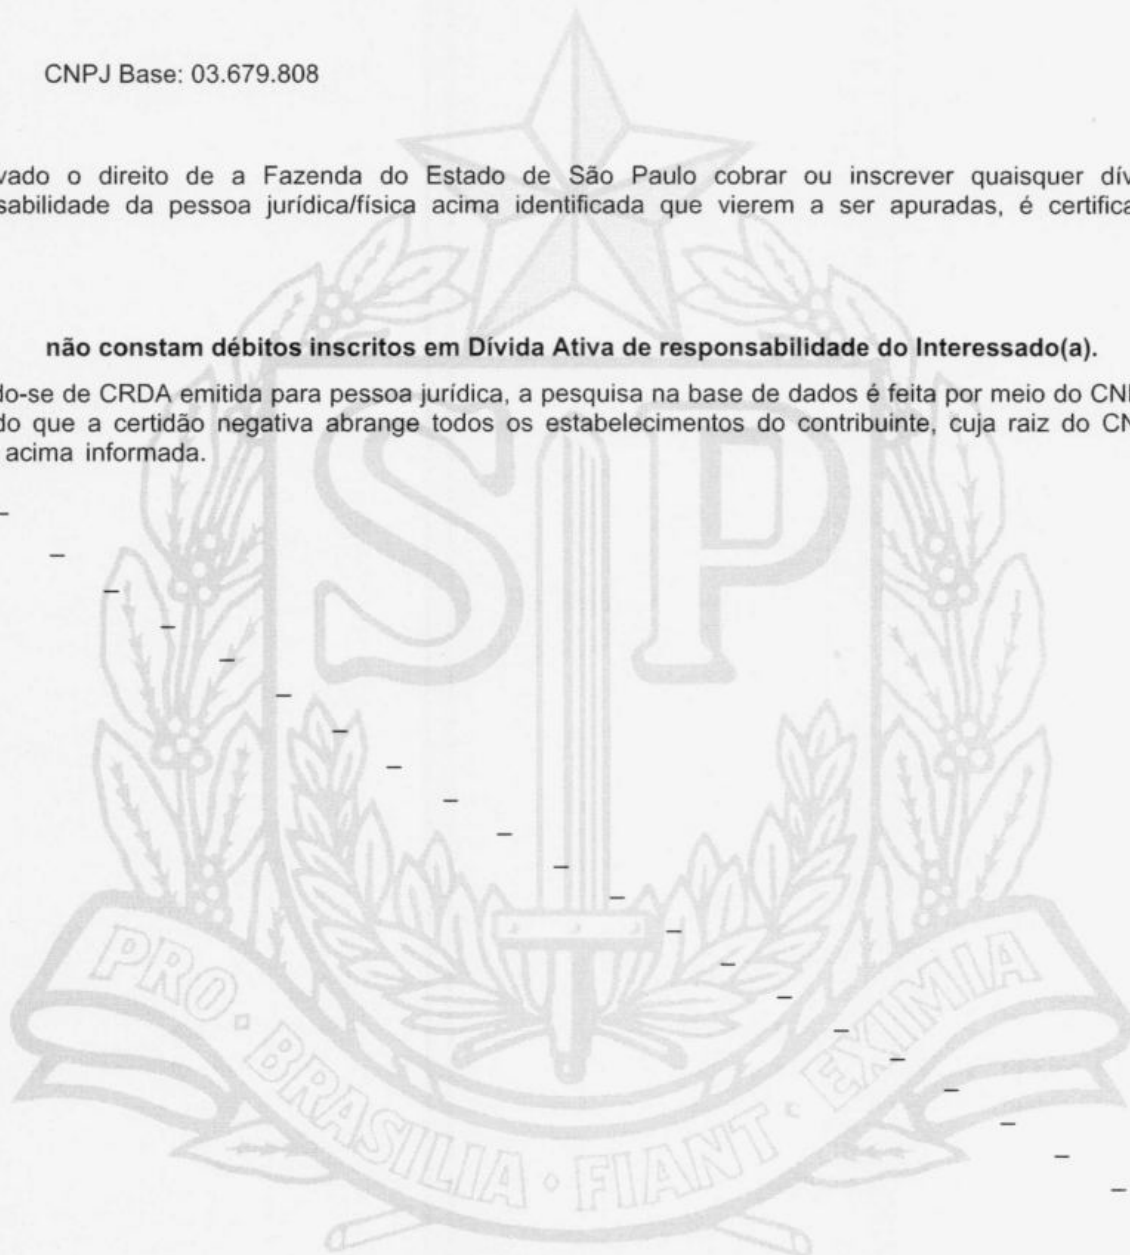 CNPJ Base: 03.679.808
vado o direito de a Fazenda do Estado de São Paulo cobrar ou inscrever quaisquer dív
sabilidade da pessoa jurídica/física acima identificada que vierem a ser apuradas, é certifica
não constam débitos inscritos em Dívida Ativa de responsabilidade do Interessado(a).
do-se de CRDA emitida para pessoa jurídica, a pesquisa na base de dados é feita por meio do CN
do que a certidão negativa abrange todos os estabelecimentos do contribuinte, cuja raiz do CN
acima informada.
SP
PRO · BRASILIA · FIANT · EXIMIA